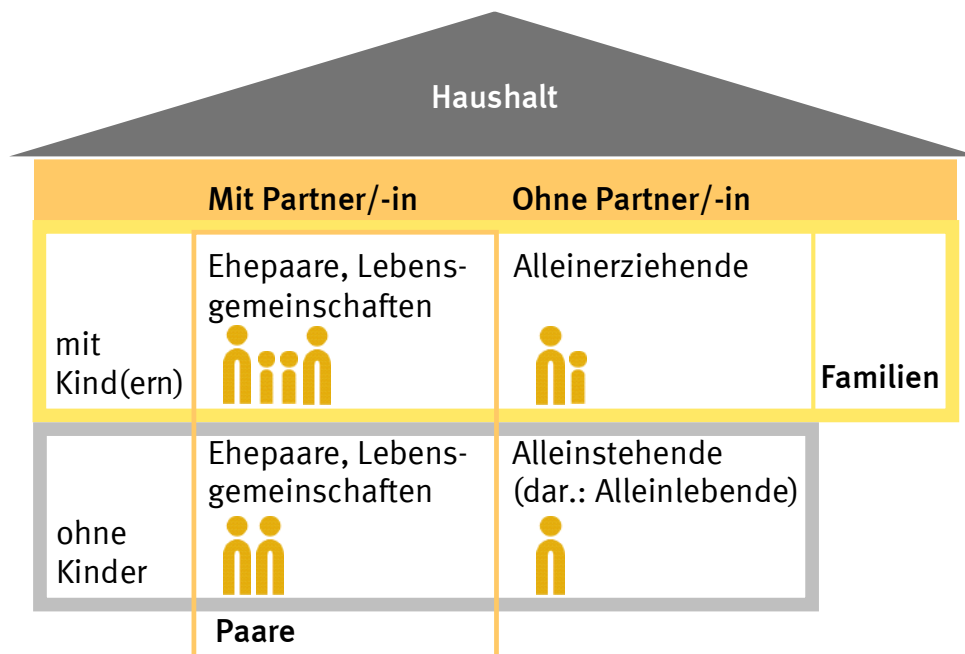 Haushalt
Mit Partner/-in
Ohne Partner/-in
Ehepaare, Lebens-
gemeinschaften
Alleinerziehende
mit
Kind(ern)
Familien
Ehepaare, Lebens-
gemeinschaften
Alleinstehende
(dar.: Alleinlebende)
ohne
Kinder
Paare